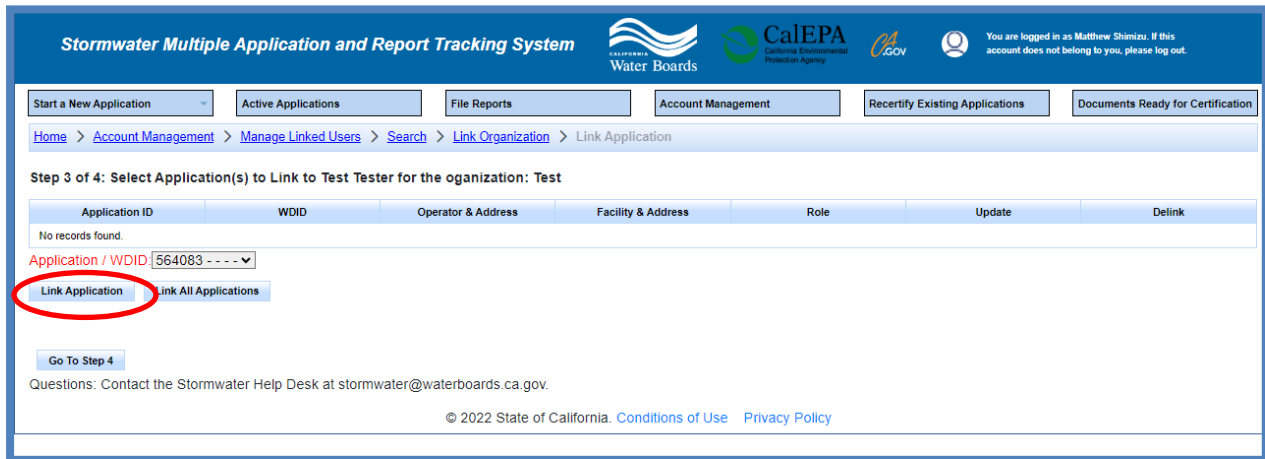 Stormwater Multiple Application and Report Tracking System
CALIFORNIA
Water Boards
CalEPA
California Environmental
Protection Agency
CA.GOV
You are logged in as Matthew Shimizu. If this
account does not belong to you, please log out.
Start a New Application Active Applications File Reports Account Management Recertify Existing Applications Documents Ready for Certification
Home > Account Management > Manage Linked Users > Search > Link Organization > Link Application
Step 3 of 4: Select Application(s) to Link to Test Tester for the oganization: Test
Application ID WDID Operator & Address Facility & Address Role Update Delink
No records found.
Application / WDID: 564083 - - - -
Link Application Link All Applications
Go To Step 4
Questions: Contact the Stormwater Help Desk at stormwater@waterboards.ca.gov.
© 2022 State of California. Conditions of Use Privacy Policy